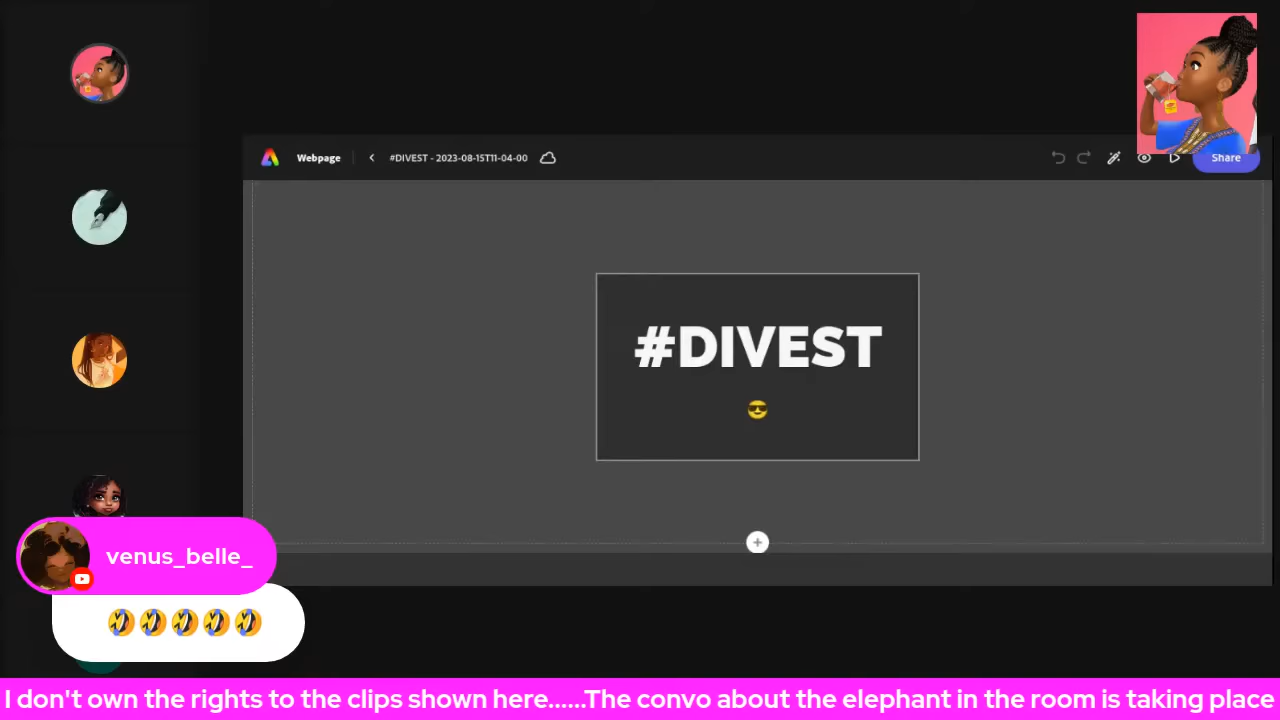 Webpage
#DIVEST - 2023-08-15T11-04-00
Share
#DIVEST
😎
venus_belle_
🤣🤣🤣🤣🤣
I don't own the rights to the clips shown here......The convo about the elephant in the room is taking place